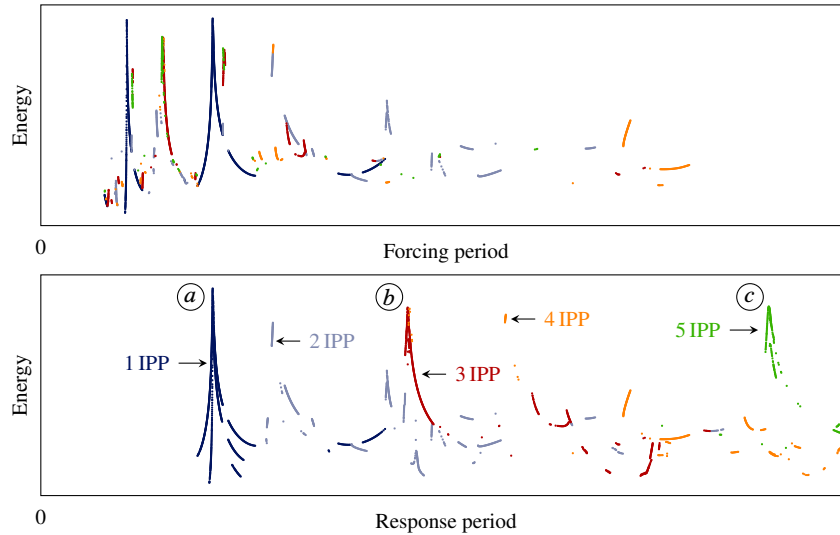 Energy
0
Forcing period
a b c
4 IPP
5 IPP
2 IPP
1 IPP
3 IPP
Energy
0
Response period